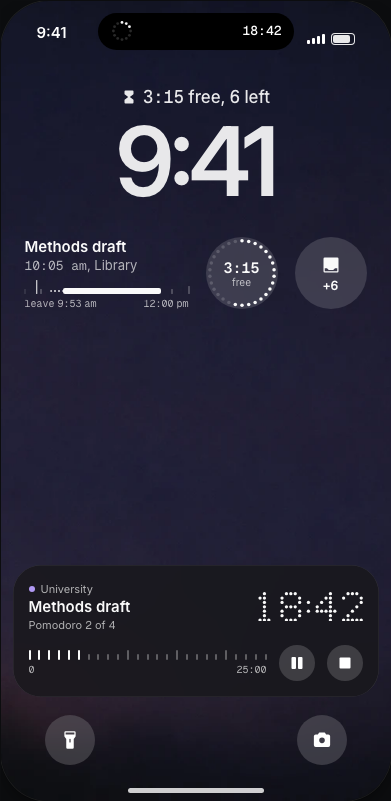 9:41
18:42
3:15 free, 6 left
9:41
Methods draft
10:05 am, Library
leave 9:53 am
12:00 pm
3:15
free
+6
University
Methods draft
Pomodoro 2 of 4
18:42
0
25:00